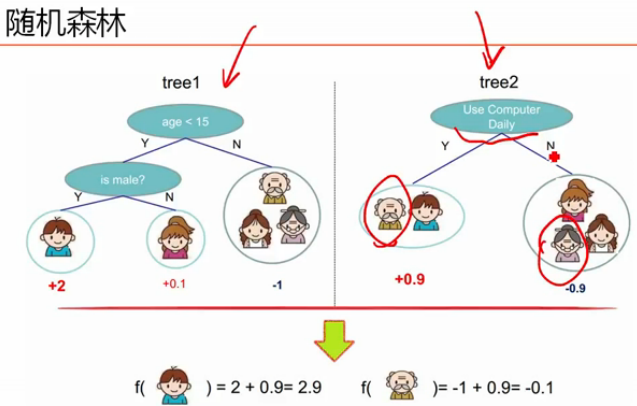 随机森林
tree1
tree2
age < 15
Use Computer
Daily
Y
N
Y
N
is male?
Y
N
+2
+0.1
-1
+0.9
-0.9
f( ) = 2 + 0.9= 2.9
f( )= -1 + 0.9= -0.1